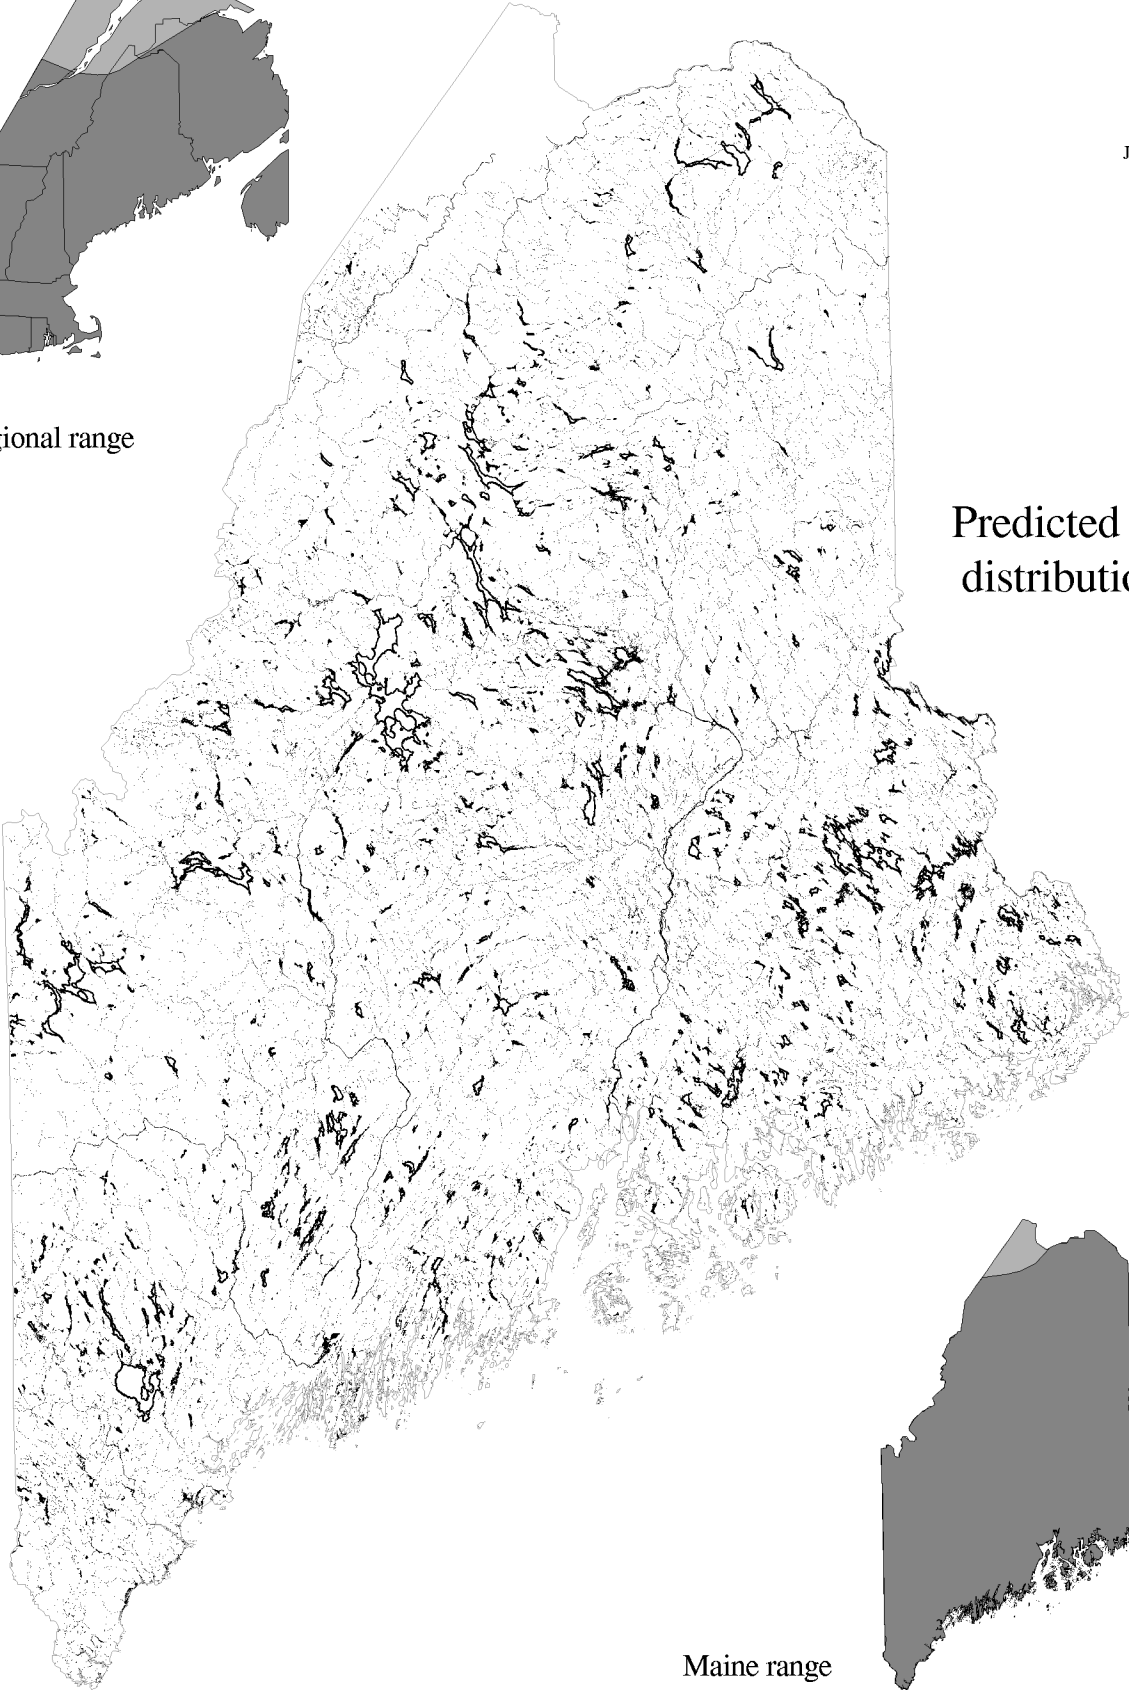 gional range
Predicted
distributio
Maine range
J